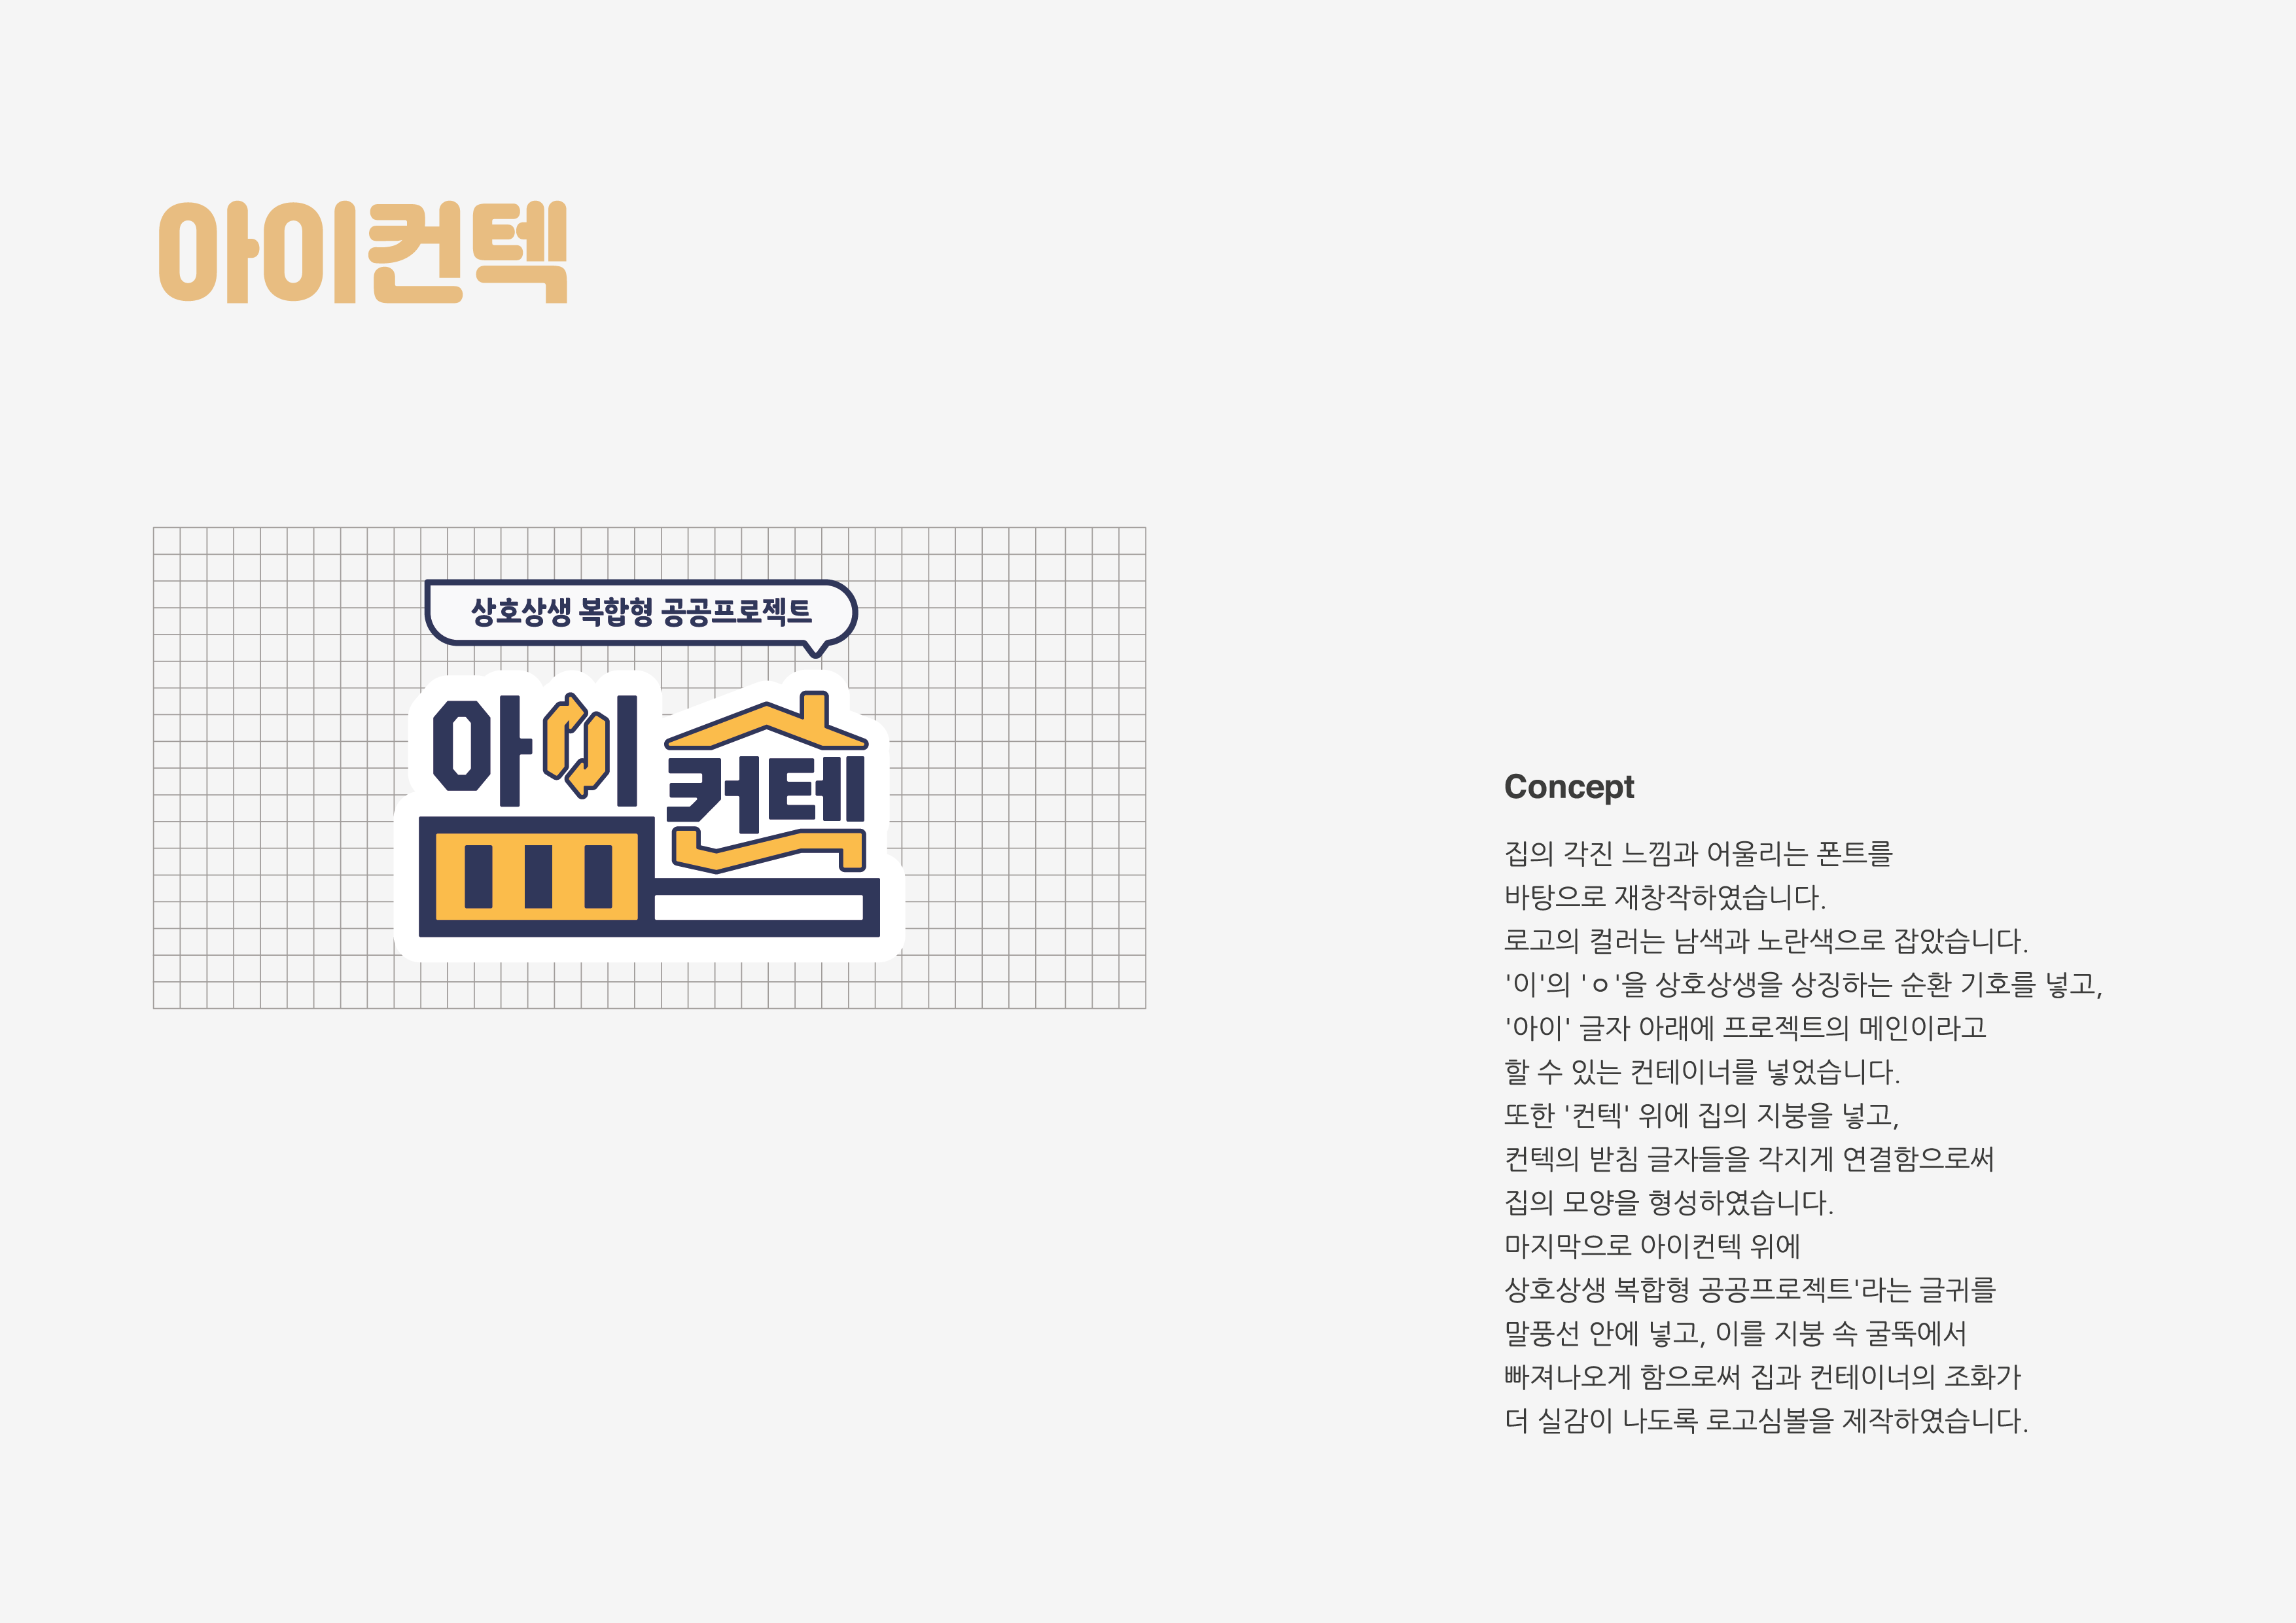 아이컨텍
상호상생 복합형 공공프로젝트
아이
컨텍
Concept
집의 각진 느낌과 어울리는 폰트를
바탕으로 재창작하였습니다.
로고의 컬러는 남색과 노란색으로 잡았습니다.
'이'의 'ㅇ'을 상호상생을 상징하는 순환 기호를 넣고,
'아이' 글자 아래에 프로젝트의 메인이라고
할 수 있는 컨테이너를 넣었습니다.
또한 '컨텍' 위에 집의 지붕을 넣고,
컨텍의 받침 글자들을 각지게 연결함으로써
집의 모양을 형성하였습니다.
마지막으로 아이컨텍 위에
상호상생 복합형 공공프로젝트'라는 글귀를
말풍선 안에 넣고, 이를 지붕 속 굴뚝에서
빠져나오게 함으로써 집과 컨테이너의 조화가
더 실감이 나도록 로고심볼을 제작하였습니다.